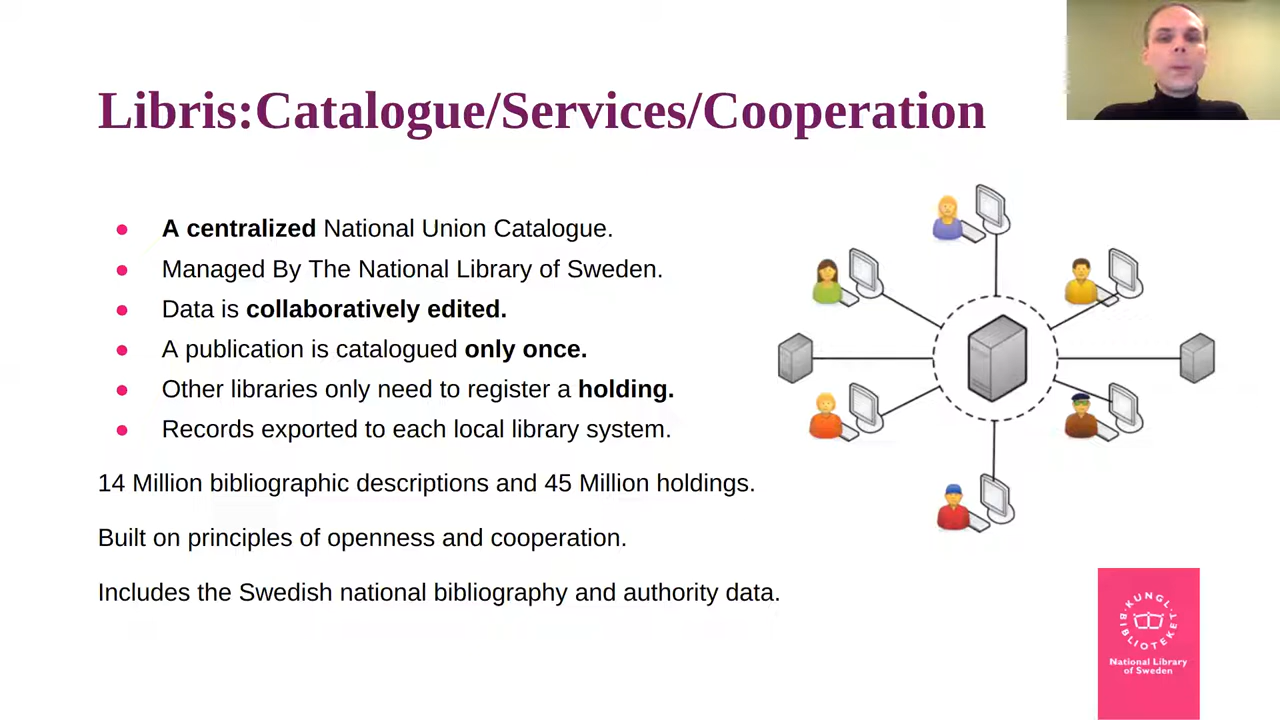 Libris:Catalogue/Services/Cooperation
A centralized National Union Catalogue.
Managed By The National Library of Sweden.
Data is collaboratively edited.
A publication is catalogued only once.
Other libraries only need to register a holding.
Records exported to each local library system.
14 Million bibliographic descriptions and 45 Million holdings.
Built on principles of openness and cooperation.
Includes the Swedish national bibliography and authority data.
KUNGL
BIBLIOTEKET
National Library
of Sweden